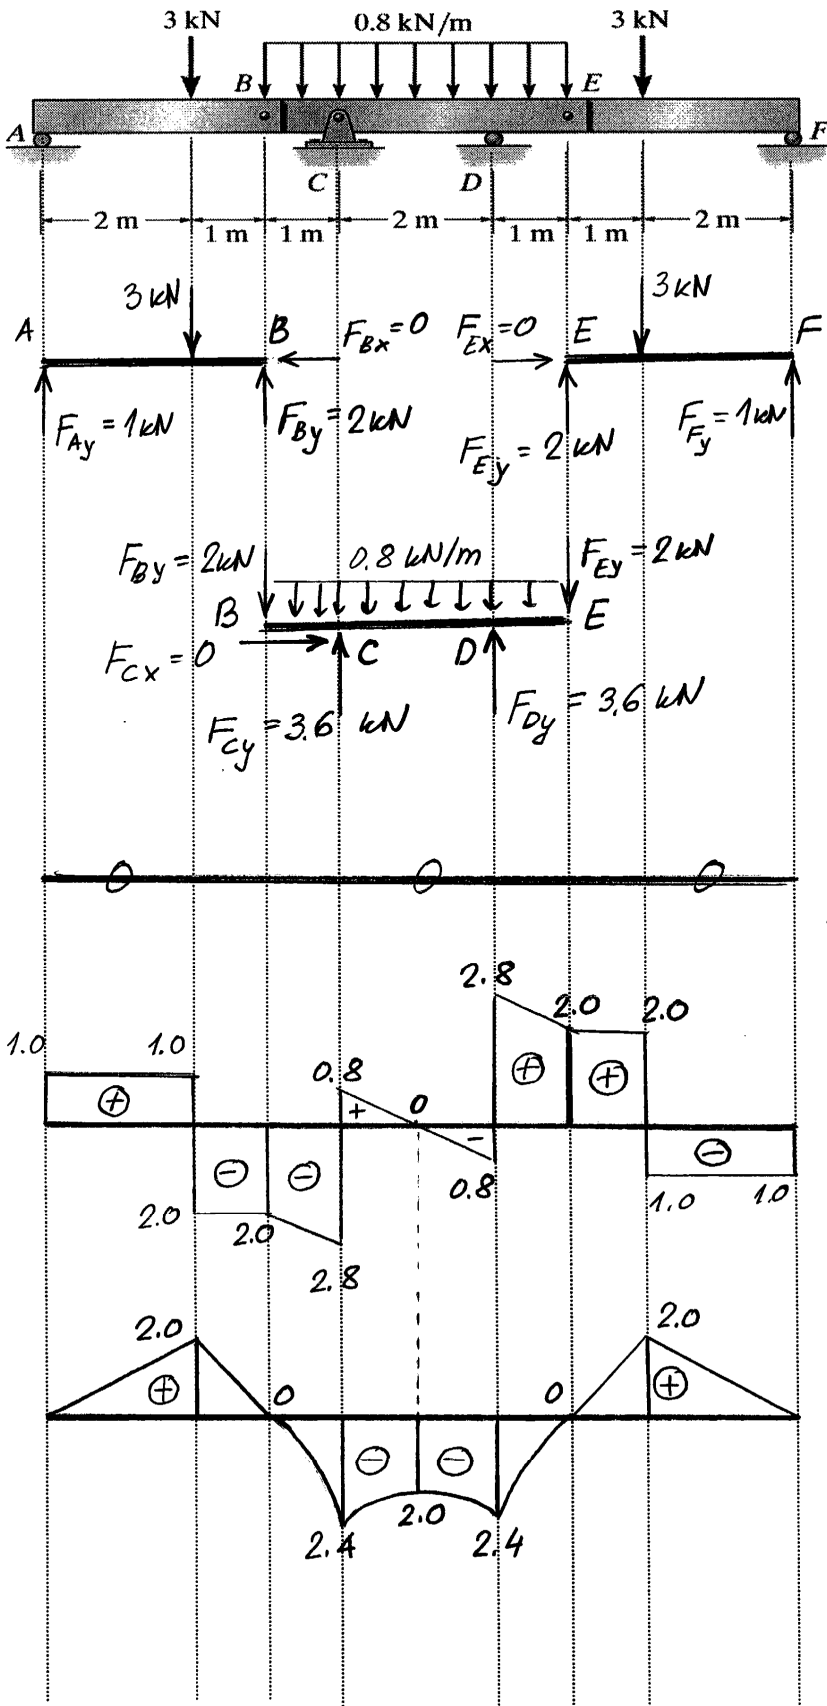 3 kN 0.8 kN/m 3 kN
B E
A F
C D
2 m 1 m 1 m 2 m 1 m 1 m 2 m
3 kN 3 kN
A B F_Bx = 0 F_Ex = 0 E F
F_Ay = 1 kN F_By = 2 kN F_Ey = 2 kN F_Fy = 1 kN
F_By = 2 kN 0.8 kN/m F_Ey = 2 kN
B E
F_Cx = 0 C D
F_Cy = 3.6 kN F_Dy = 3.6 kN
0 0 0
2.8
2.0 2.0
1.0 1.0
0.8 0
+ + + +
- - - -
0.8
2.0 2.0 1.0 1.0
2.8
2.0 2.0
+ 0 0 +
- -
2.0
2.4 2.4